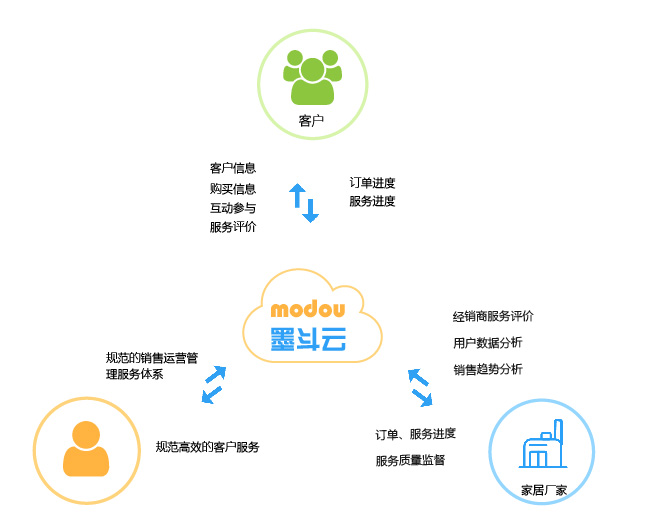 客户
客户信息
购买信息
互动参与
服务评价
订单进度
服务进度
modou
墨斗云
经销商服务评价
用户数据分析
销售趋势分析
规范的销售运营管
理服务体系
规范高效的客户服务
订单、服务进度
服务质量监督
家居厂家